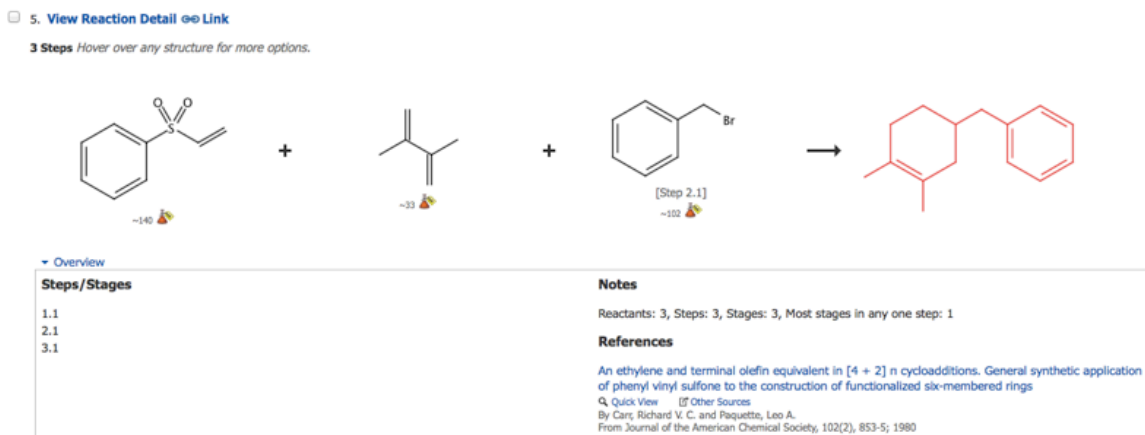 5. View Reaction Detail Link
3 Steps Hover over any structure for more options.
O O
S
+
+
Br
[Step 2.1]
~140
~33
~102
Overview
Steps/Stages
1.1
2.1
3.1
Notes
Reactants: 3, Steps: 3, Stages: 3, Most stages in any one step: 1
References
An ethylene and terminal olefin equivalent in [4 + 2] π cycloadditions. General synthetic application
of phenyl vinyl sulfone to the construction of functionalized six-membered rings
Quick View Other Sources
By Carr, Richard V. C. and Paquette, Leo A.
From Journal of the American Chemical Society, 102(2), 853-5; 1980